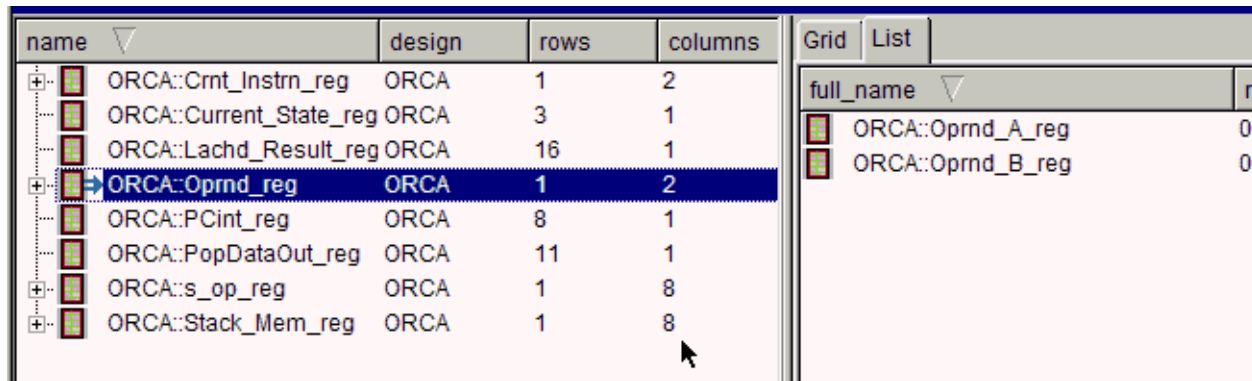 name design rows columns
ORCA::Crnt_Instrn_reg ORCA 1 2
ORCA::Current_State_reg ORCA 3 1
ORCA::Lachd_Result_reg ORCA 16 1
ORCA::Oprnd_reg ORCA 1 2
ORCA::PCint_reg ORCA 8 1
ORCA::PopDataOut_reg ORCA 11 1
ORCA::s_op_reg ORCA 1 8
ORCA::Stack_Mem_reg ORCA 1 8
Grid List
full_name
ORCA::Oprnd_A_reg 0
ORCA::Oprnd_B_reg 0